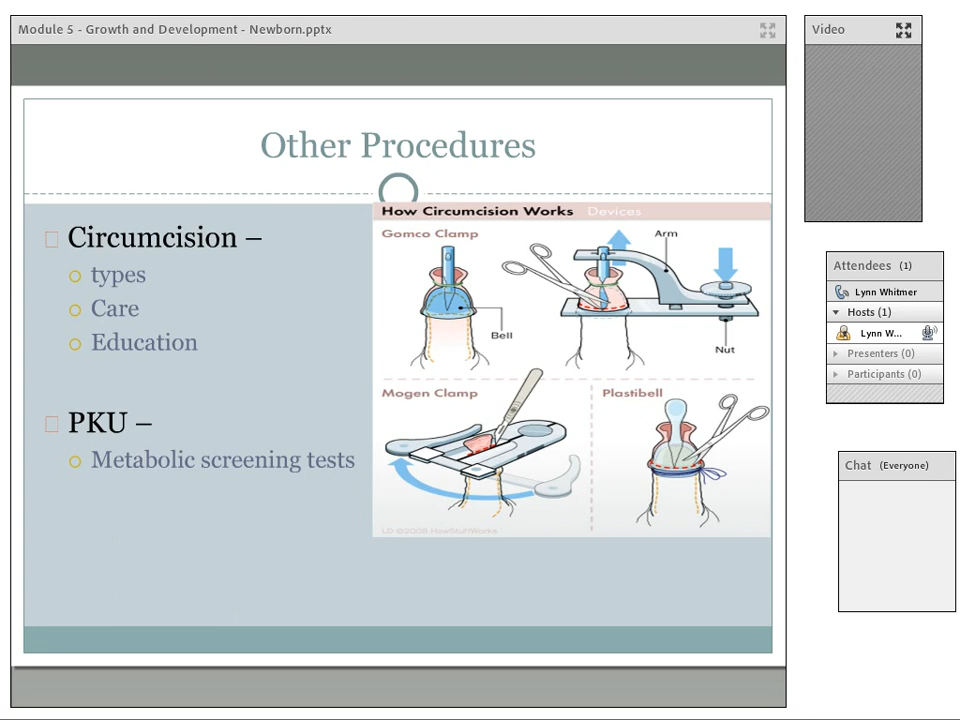 Module 5 - Growth and Development - Newborn.pptx
Other Procedures
Circumcision –
types
Care
Education
PKU –
Metabolic screening tests
How Circumcision Works Devices
Gomco Clamp
Arm
Bell
Nut
Mogen Clamp
Plastibell
LD ©2008 HowStuffWorks
Video
Attendees (1)
Lynn Whitmer
Hosts (1)
Lynn W...
Presenters (0)
Participants (0)
Chat (Everyone)